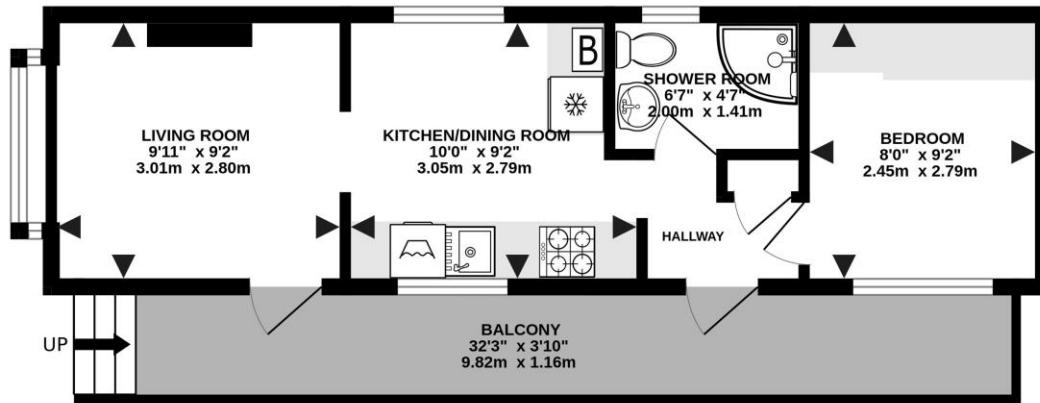 LIVING ROOM
9'11" x 9'2"
3.01m x 2.80m
KITCHEN/DINING ROOM
10'0" x 9'2"
3.05m x 2.79m
B
SHOWER ROOM
6'7" x 4'7"
2.00m x 1.41m
BEDROOM
8'0" x 9'2"
2.45m x 2.79m
HALLWAY
UP
BALCONY
32'3" x 3'10"
9.82m x 1.16m